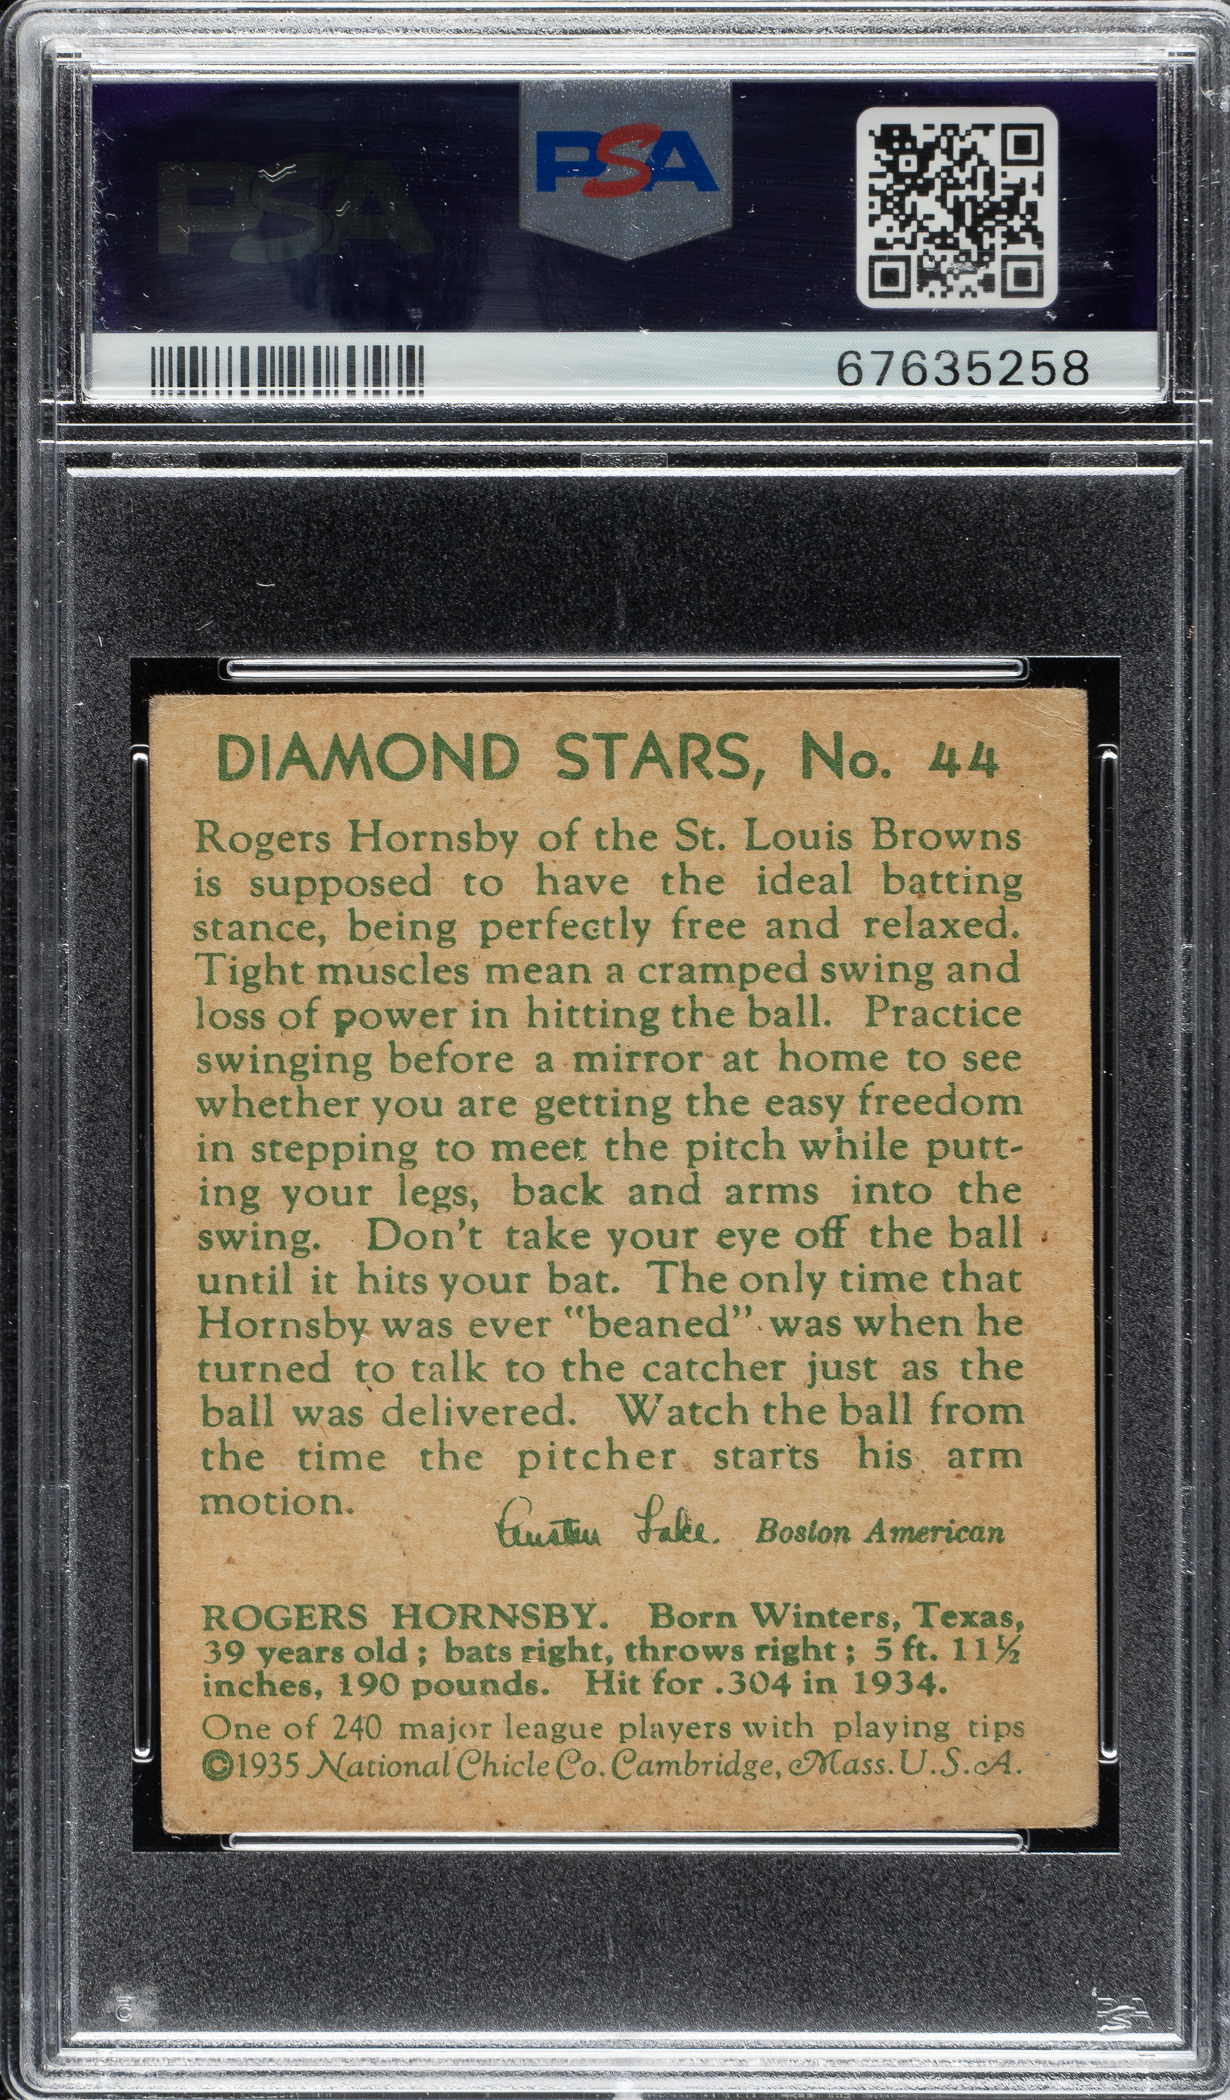 PSA
PSA
67635258
DIAMOND STARS, No. 44
Rogers Hornsby of the St. Louis Browns
is supposed to have the ideal batting
stance, being perfectly free and relaxed.
Tight muscles mean a cramped swing and
loss of power in hitting the ball. Practice
swinging before a mirror at home to see
whether you are getting the easy freedom
in stepping to meet the pitch while putt-
ing your legs, back and arms into the
swing. Don't take your eye off the ball
until it hits your bat. The only time that
Hornsby was ever "beaned" was when he
turned to talk to the catcher just as the
ball was delivered. Watch the ball from
the time the pitcher starts his arm
motion.
Austen Lake. Boston American
ROGERS HORNSBY. Born Winters, Texas,
39 years old; bats right, throws right; 5 ft. 11½
inches, 190 pounds. Hit for .304 in 1934.
One of 240 major league players with playing tips
©1935 National Chicle Co. Cambridge, Mass. U.S.A.
PSA